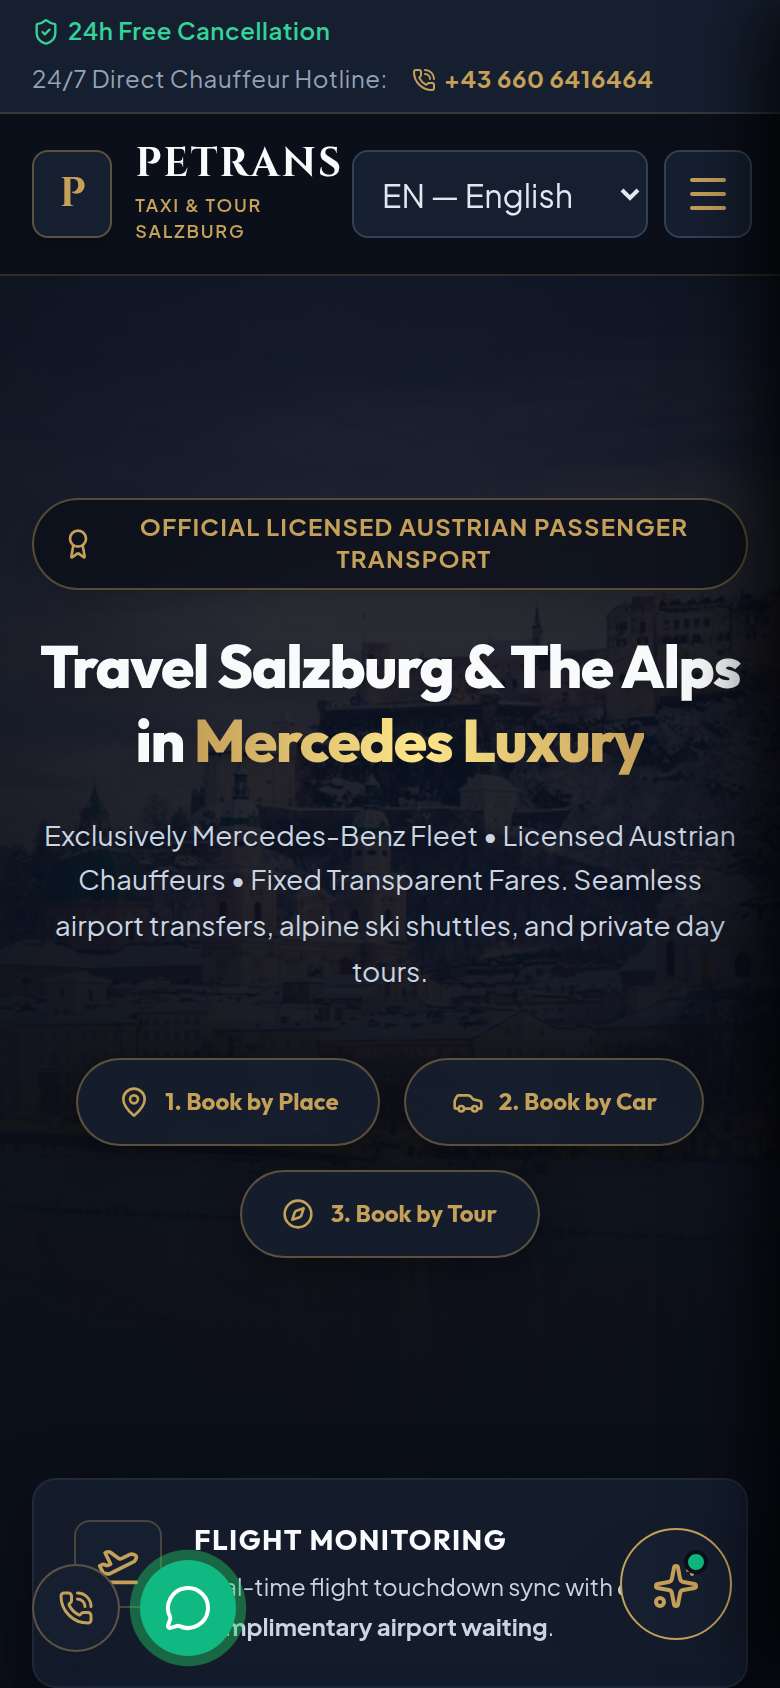 24h Free Cancellation
24/7 Direct Chauffeur Hotline: +43 660 6416464
P
PETRANS
TAXI & TOUR
SALZBURG
EN — English
OFFICIAL LICENSED AUSTRIAN PASSENGER
TRANSPORT
Travel Salzburg & The Alps
in Mercedes Luxury
Exclusively Mercedes-Benz Fleet • Licensed Austrian
Chauffeurs • Fixed Transparent Fares. Seamless
airport transfers, alpine ski shuttles, and private day
tours.
1. Book by Place
2. Book by Car
3. Book by Tour
FLIGHT MONITORING
flight touchdown sync with
airport waiting.